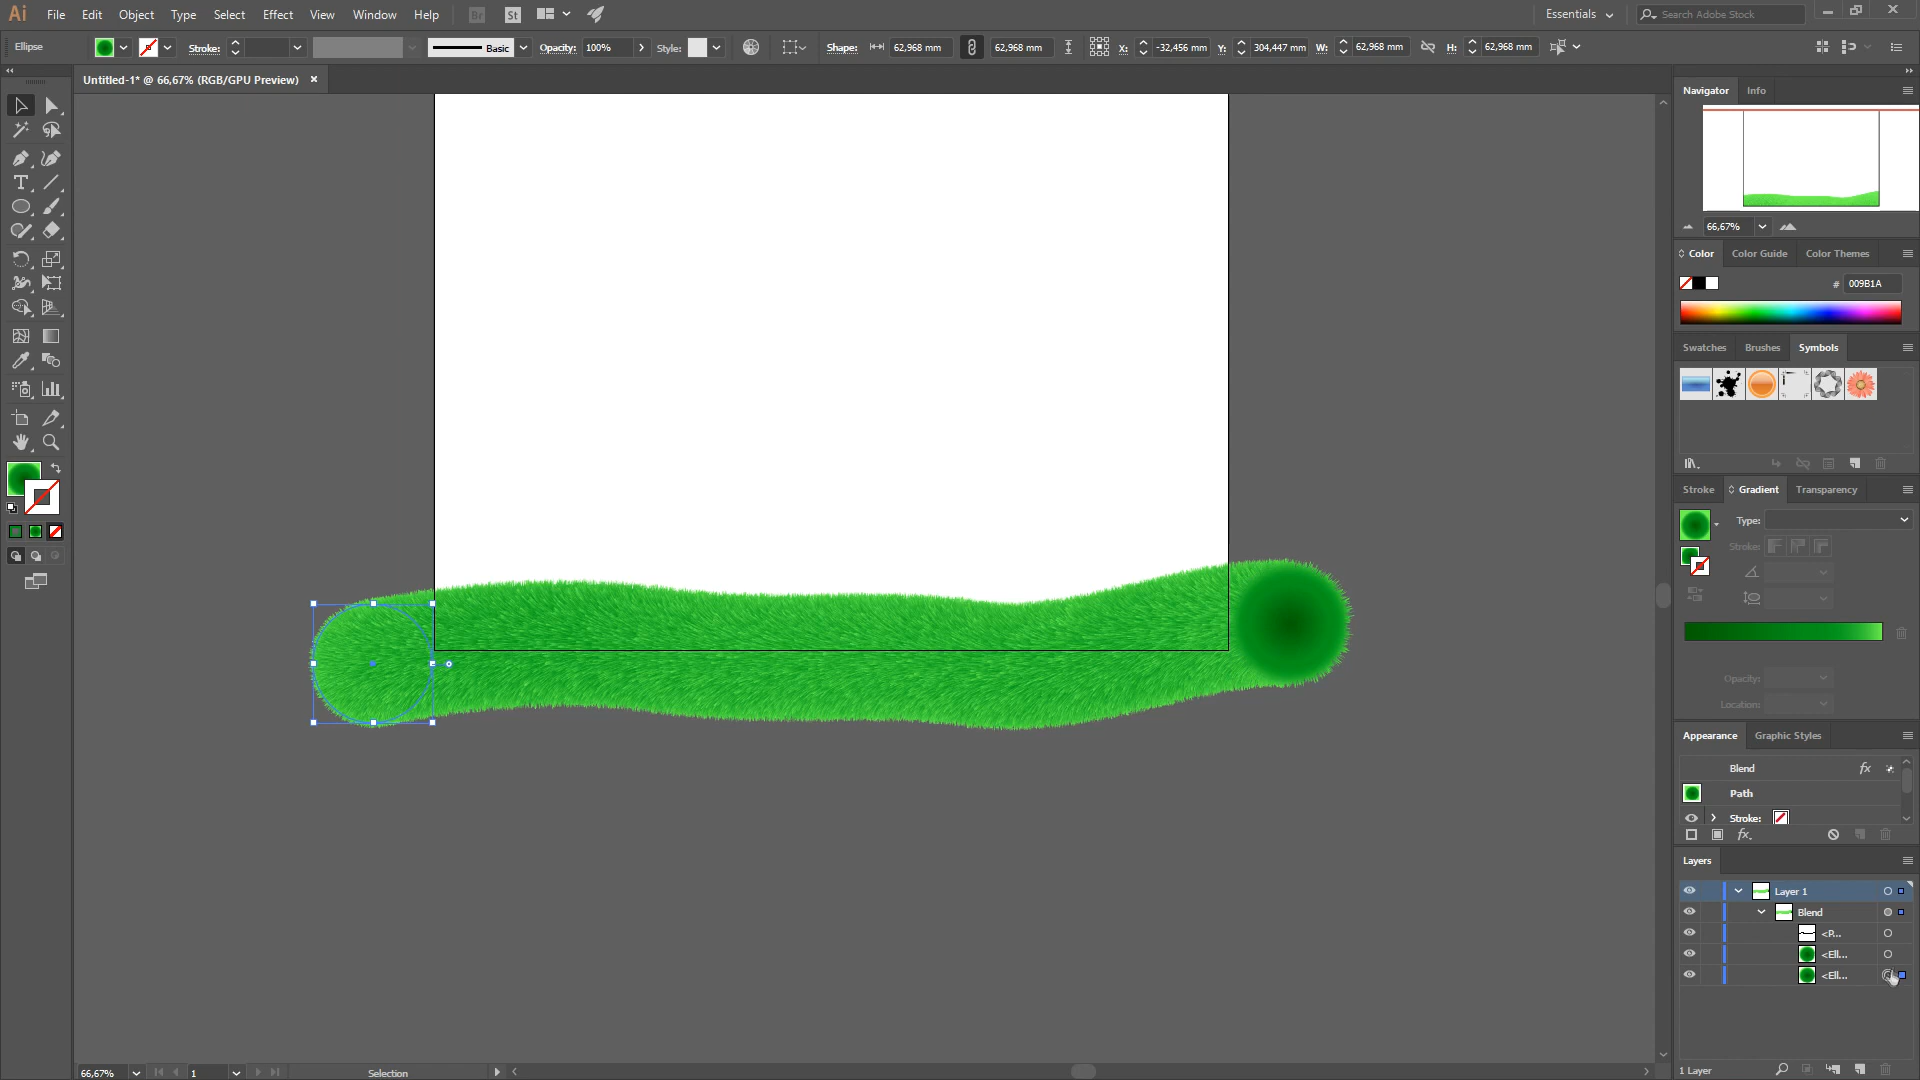 Ai File Edit Object Type Select Effect View Window Help Br St Essentials Search Adobe Stock
Ellipse Stroke: Basic Opacity: 100% Style: Shape: 62,968 mm 62,968 mm X: -32,456 mm Y: 304,447 mm W: 62,968 mm H: 62,968 mm
Untitled-1* @ 66,67% (RGB/GPU Preview)
Navigator Info
66,67%
Color Color Guide Color Themes
# 009B1A
Swatches Brushes Symbols
Stroke Gradient Transparency
Type:
Stroke:
Opacity:
Location:
Appearance Graphic Styles
Blend fx
Path
Stroke:
fx.
Layers
Layer 1
Blend
<P...
<Ell...
<Ell...
1 Layer
66,67% 1 Selection